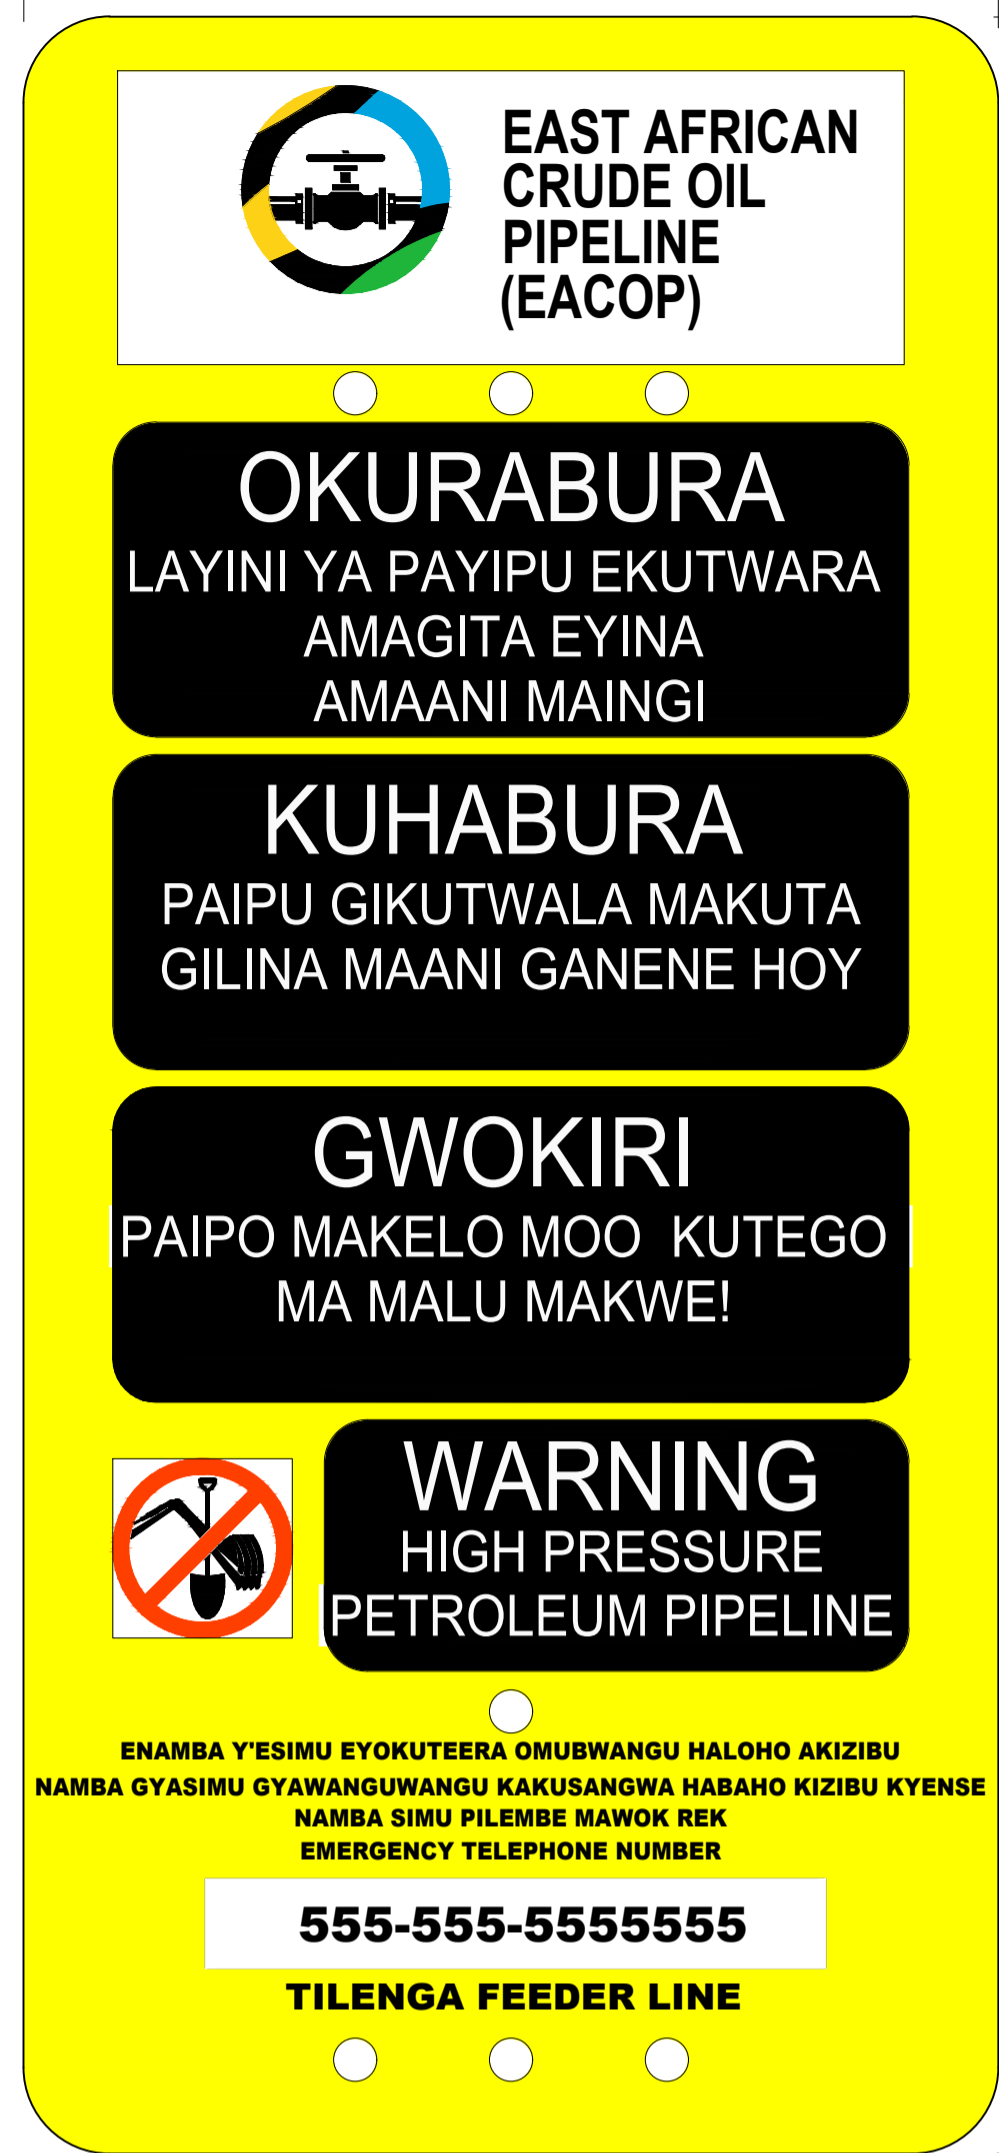 EAST AFRICAN
CRUDE OIL
PIPELINE
(EACOP)
OKURABURA
LAYINI YA PAYIPU EKUTWARA
AMAGITA EYINA
AMAANI MAINGI
KUHABURA
PAIPU GIKUTWALA MAKUTA
GILINA MAANI GANENE HOY
GWOKIRI
PAIPO MAKELO MOO KUTEGO
MA MALU MAKWE!
WARNING
HIGH PRESSURE
PETROLEUM PIPELINE
ENAMBA Y'ESIMU EYOKUTEERA OMUBWANGU HALOHO AKIZIBU
NAMBA GYASIMU GYAWANGUWANGU KAKUSANGWA HABAHO KIZIBU KYENSE
NAMBA SIMU PILEMBE MAWOK REK
EMERGENCY TELEPHONE NUMBER
555-555-5555555
TILENGA FEEDER LINE